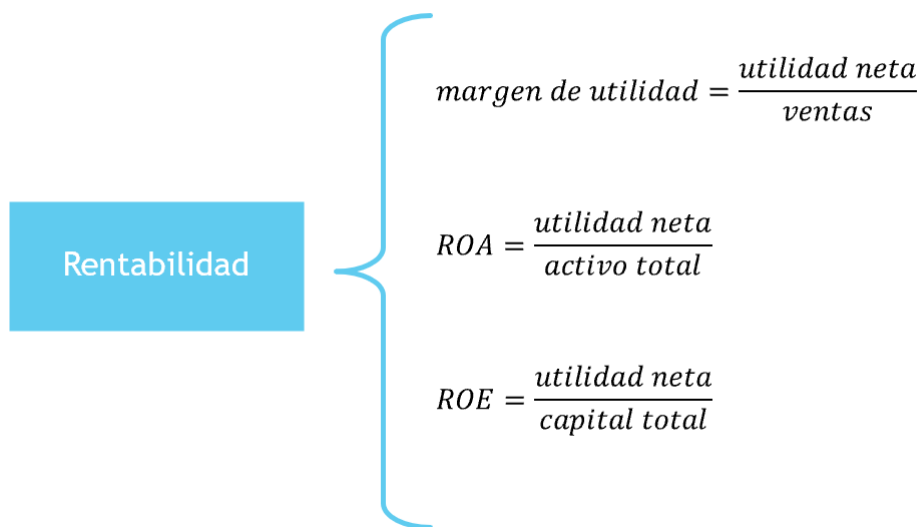 Rentabilidad
margen de utilidad = utilidad neta / ventas
ROA = utilidad neta / activo total
ROE = utilidad neta / capital total